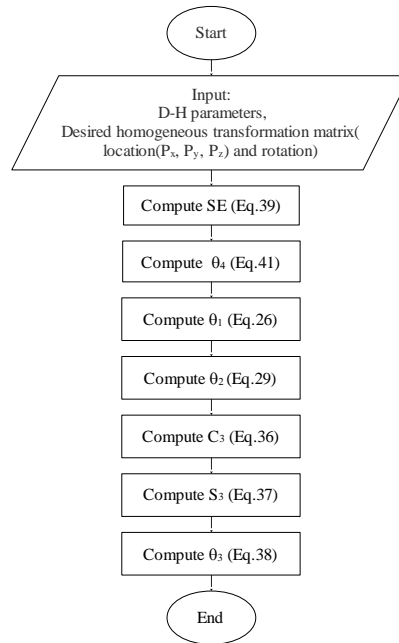 Start
Input:
D-H parameters,
Desired homogeneous transformation matrix(
location(Pₓ, Pᵧ, P_z) and rotation)
Compute SE (Eq.39)
Compute θ₄ (Eq.41)
Compute θ₁ (Eq.26)
Compute θ₂ (Eq.29)
Compute C₃ (Eq.36)
Compute S₃ (Eq.37)
Compute θ₃ (Eq.38)
End